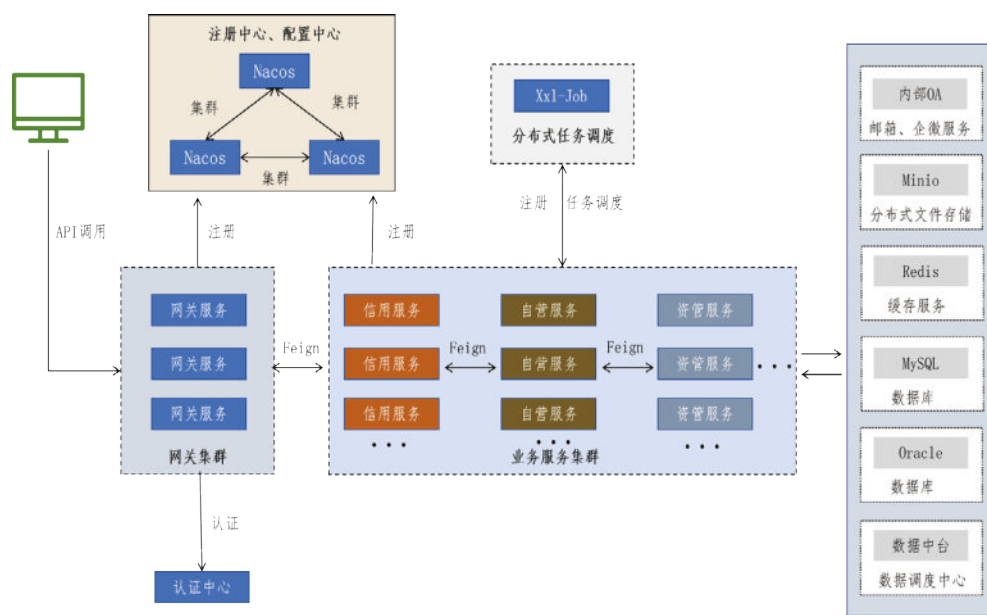 注册中心、配置中心
Nacos
集群
集群
Nacos
Nacos
集群
Xxl-Job
分布式任务调度
API调用
注册
注册
注册
任务调度
网关服务
网关服务
网关服务
网关集群
Feign
信用服务
自营服务
资管服务
信用服务
Feign
自营服务
Feign
资管服务
...
信用服务
自营服务
资管服务
...
...
...
业务服务集群
认证
认证中心
内部OA
邮箱、企微服务
Minio
分布式文件存储
Redis
缓存服务
MySQL
数据库
Oracle
数据库
数据中台
数据调度中心